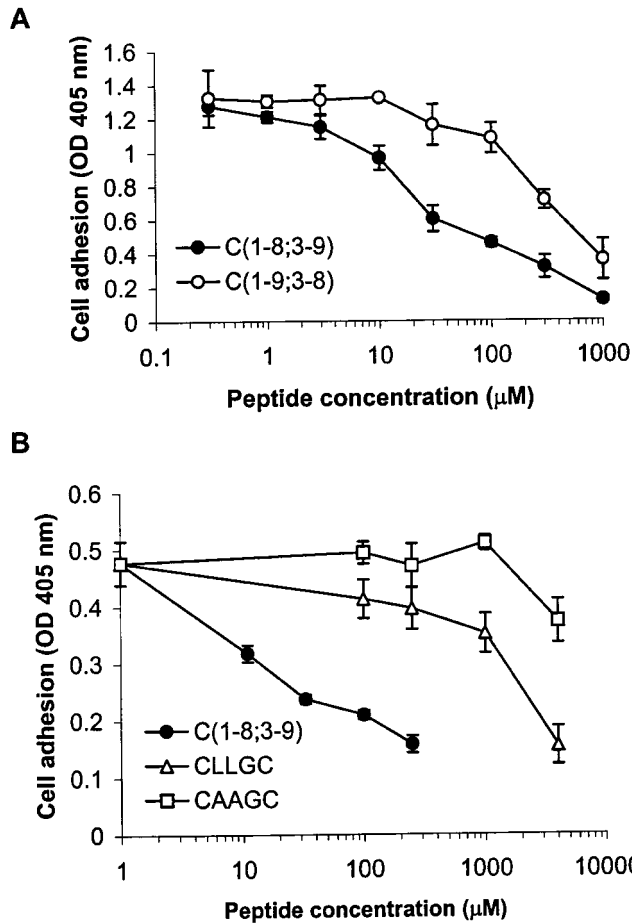 A
Cell adhesion (OD 405 nm)
1.6
1.4
1.2
1
0.8
0.6
0.4
0.2
0
C(1-8;3-9)
C(1-9;3-8)
0.1 1 10 100 1000
Peptide concentration (μM)
B
Cell adhesion (OD 405 nm)
0.6
0.5
0.4
0.3
0.2
0.1
0
C(1-8;3-9)
CLLGC
CAAGC
1 10 100 1000 10000
Peptide concentration (μM)